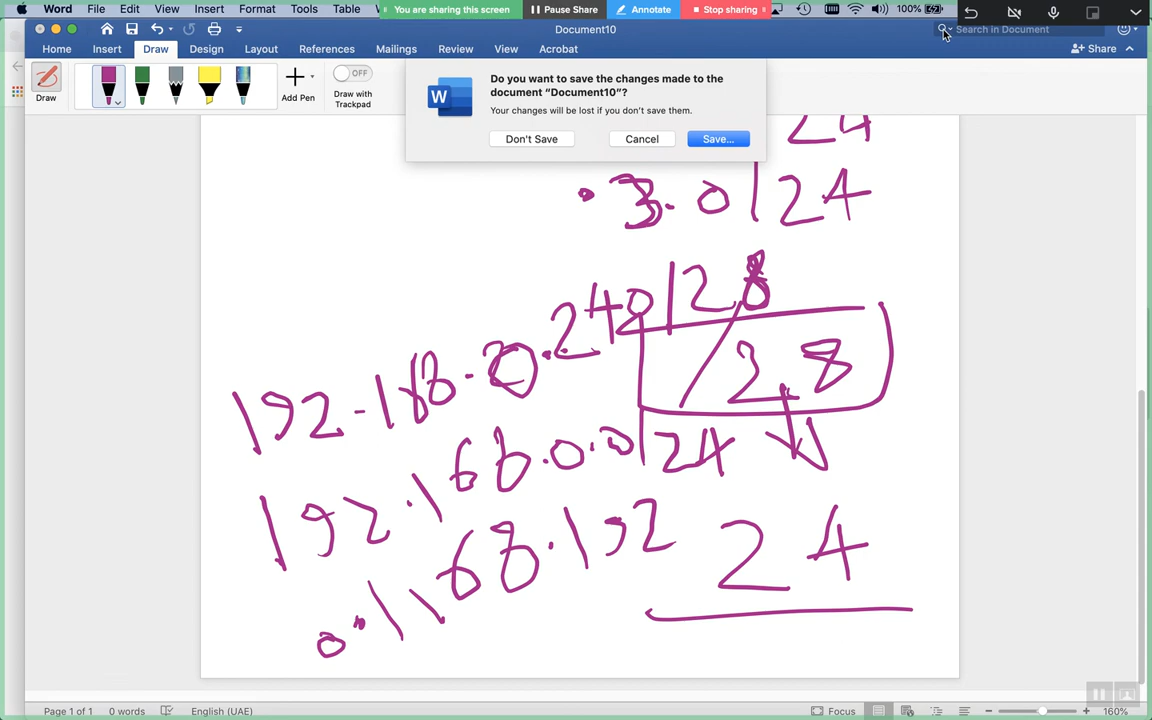 Word File Edit View Insert Format Tools Table
You are sharing this screen Pause Share Annotate Stop sharing
100%
Document10
Search in Document
Home Insert Draw Design Layout References Mailings Review View Acrobat
Share
Draw
Add Pen
OFF
Draw with
Trackpad
Do you want to save the changes made to the
document “Document10”?
Your changes will be lost if you don’t save them.
Don't Save Cancel Save...
W
24
.3.0/24
192.168.0.240/28
/28
192.168.0.0/24
0.1.168.192
24
Page 1 of 1 0 words English (UAE)
Focus
160%